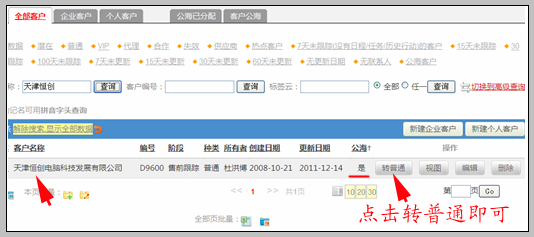 全部客户 企业客户 个人客户 公海已分配 客户公海
数据 潜在 普通 VIP 代理 合作 失效 供应商 热点客户 7天未跟踪(没有日程/任务/历史行动)的客户 15天未跟踪 30
跟踪 100天未跟踪 7天未更新 15天未更新 30天未更新 60天未更新 无更新日期 无联系人 公海客户
称: 天津恒创 查询 客户编号: 查询 标签云: 全部 任一 查询 切换到高级查询
记名可用拼音字头查询
解除搜索,显示全部数据 新建企业客户 新建个人客户
客户名称 编号 阶段 种类 所有者 创建日期 更新日期 公海↑ 操作
天津恒创电脑科技发展有限公司 D9600 售前跟踪 普通 杜洪博 2008-10-21 2011-12-14 是 转普通 视图 编辑 删除
本页批量: << < 1 > >> 共1页 10 20 30 第 页 Go
点击转普通即可
全部页批量: